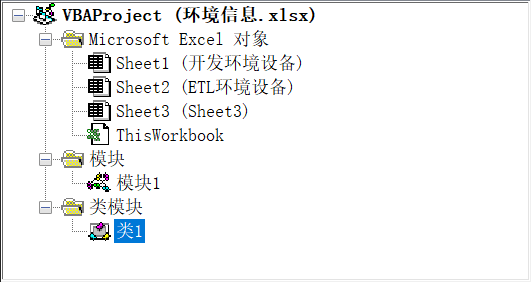 VBAProject (环境信息.xlsx)
Microsoft Excel 对象
Sheet1 (开发环境设备)
Sheet2 (ETL环境设备)
Sheet3 (Sheet3)
ThisWorkbook
模块
模块1
类模块
类1